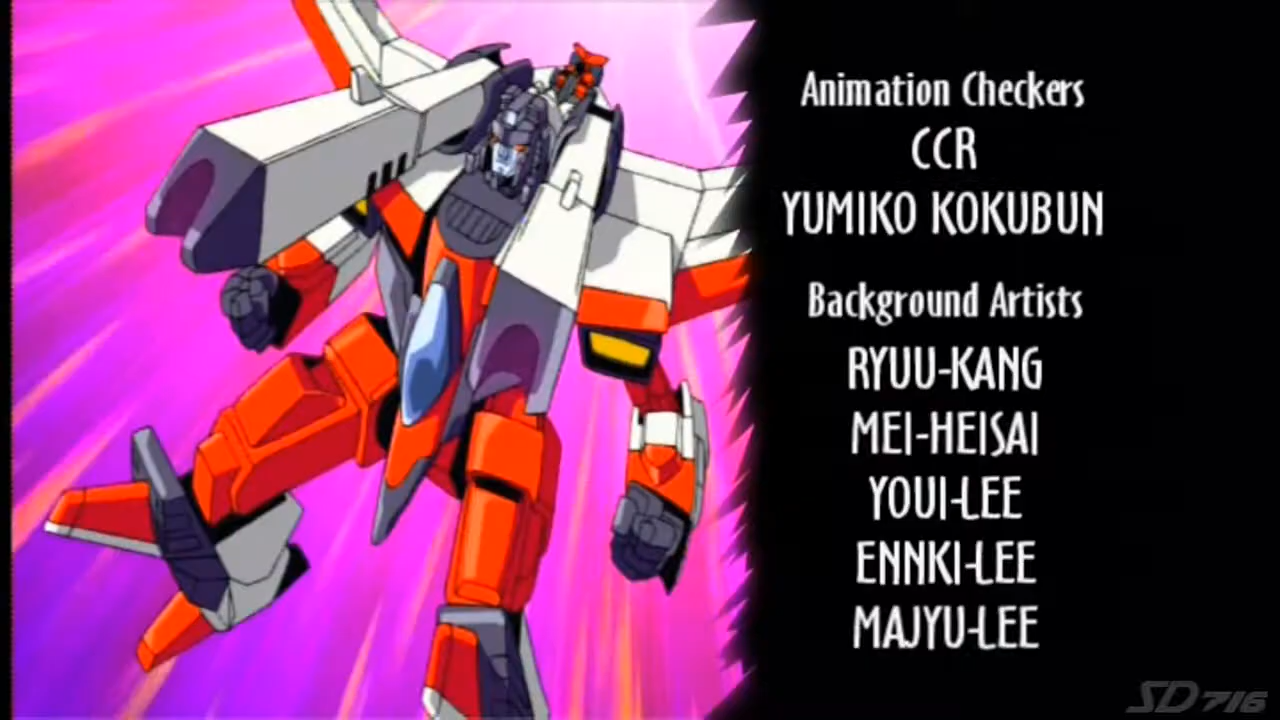 Animation Checkers
CCR
YUMIKO KOKUBUN
Background Artists
RYUU-KANG
MEI-HEISAI
YOUI-LEE
ENNKI-LEE
MAJYU-LEE
SD716